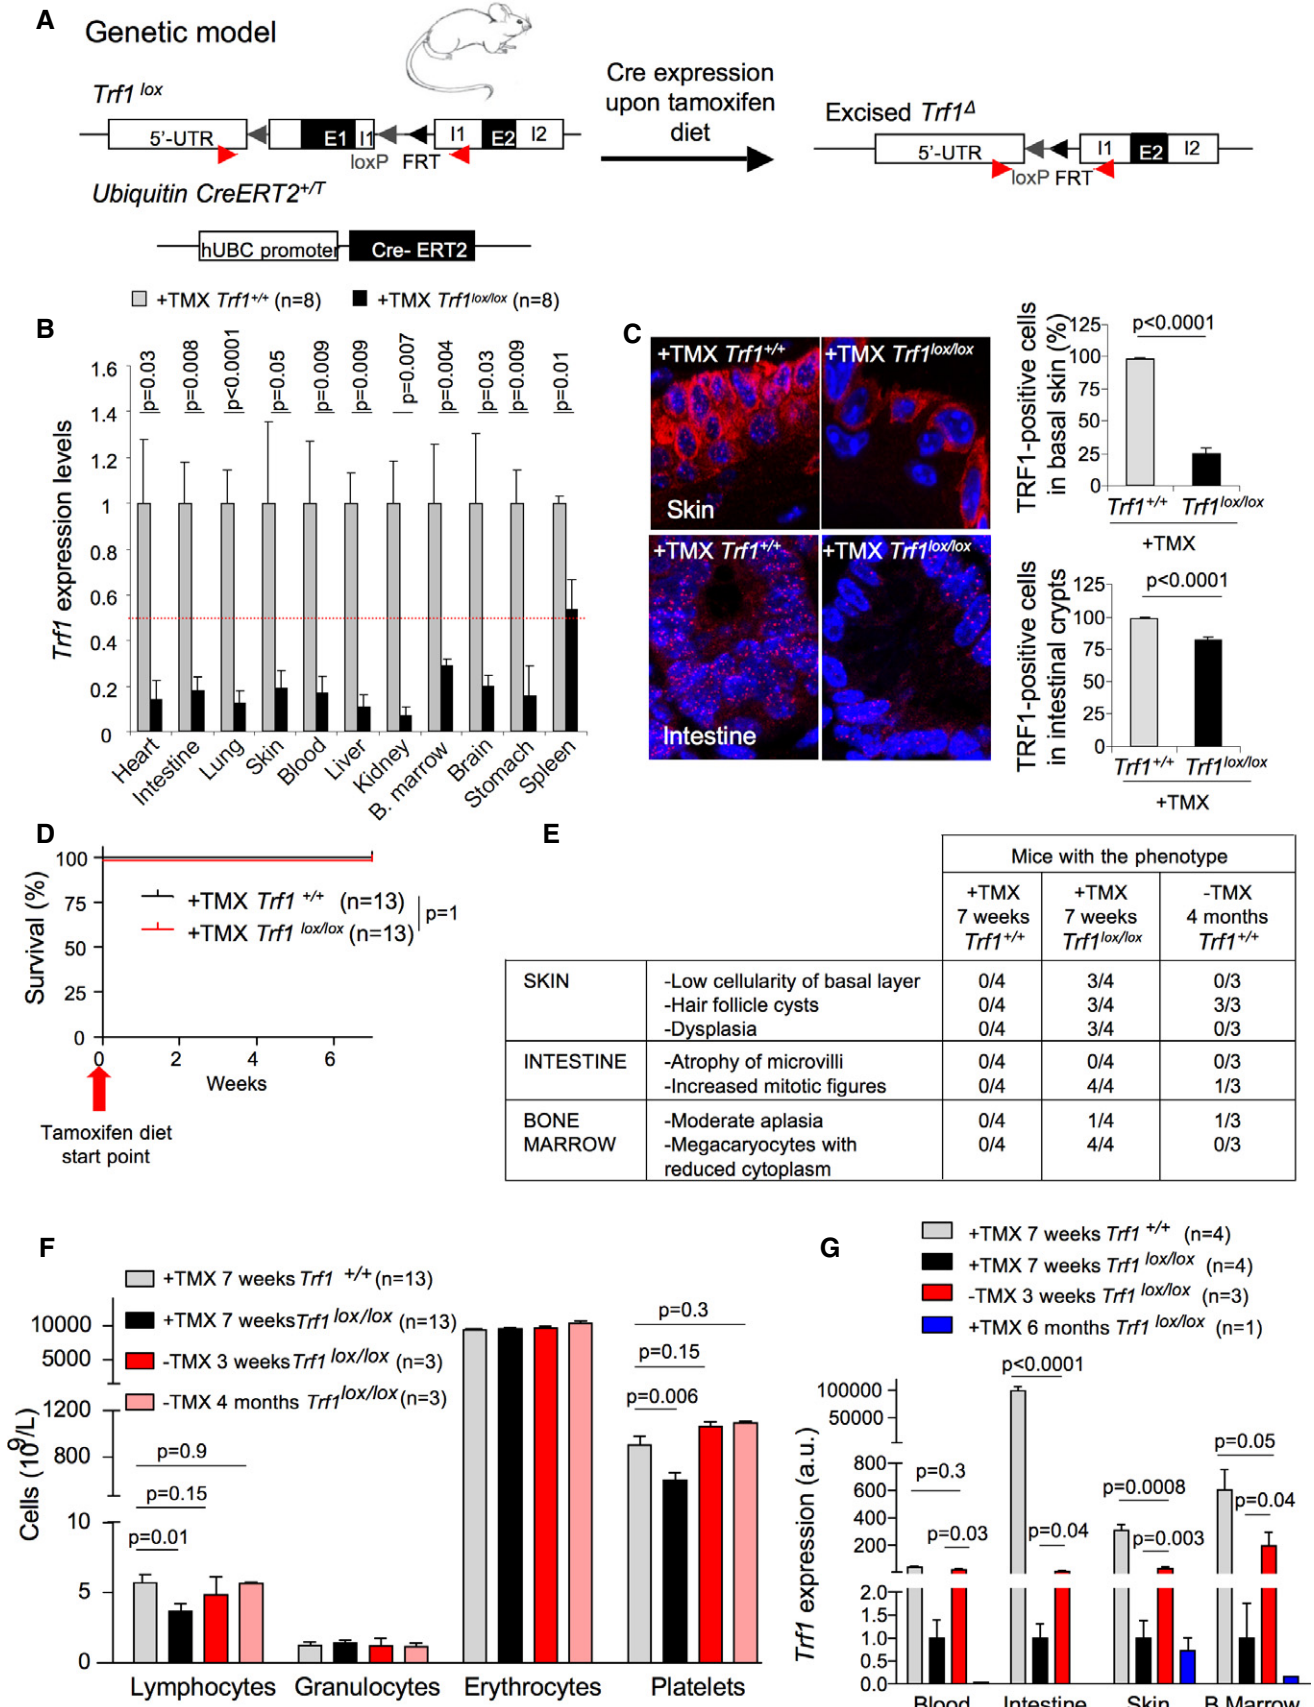 A
Genetic model
Trf1 lox
5'-UTR
E1
I1
I1
E2
I2
loxP
FRT
Cre expression
upon tamoxifen
diet
Excised Trf1Δ
5'-UTR
I1
E2
I2
loxP
FRT
Ubiquitin CreERT2+/T
hUBC promoter
Cre- ERT2
B
+TMX Trf1+/+ (n=8)
+TMX Trf1lox/lox (n=8)
p=0.03
p=0.008
p<0.0001
p=0.05
p=0.009
p=0.009
p=0.007
p=0.004
p=0.03
p=0.009
p=0.01
Trf1 expression levels
1.6
1.4
1.2
1
0.8
0.6
0.4
0.2
0
Heart
Intestine
Lung
Skin
Blood
Liver
Kidney
B. marrow
Brain
Stomach
Spleen
C
+TMX Trf1+/+
+TMX Trf1lox/lox
Skin
+TMX Trf1+/+
+TMX Trf1lox/lox
Intestine
TRF1-positive cells
in basal skin (%)
125
100
75
50
25
0
p<0.0001
Trf1+/+
Trf1lox/lox
+TMX
TRF1-positive cells
in intestinal crypts
125
100
75
50
25
0
p<0.0001
Trf1+/+
Trf1lox/lox
+TMX
D
Survival (%)
100
75
50
25
0
+TMX Trf1 +/+ (n=13)
+TMX Trf1 lox/lox (n=13)
p=1
0
2
4
6
Weeks
Tamoxifen diet
start point
E
Mice with the phenotype
+TMX
7 weeks
Trf1+/+
+TMX
7 weeks
Trf1lox/lox
-TMX
4 months
Trf1+/+
SKIN
-Low cellularity of basal layer 0/4 3/4 0/3
-Hair follicle cysts 0/4 3/4 3/3
-Dysplasia 0/4 3/4 0/3
INTESTINE
-Atrophy of microvilli 0/4 0/4 0/3
-Increased mitotic figures 0/4 4/4 1/3
BONE
MARROW
-Moderate aplasia 0/4 1/4 1/3
-Megacaryocytes with 0/4 4/4 0/3
reduced cytoplasm
F
+TMX 7 weeks Trf1 +/+ (n=13)
+TMX 7 weeks Trf1 lox/lox (n=13)
-TMX 3 weeks Trf1 lox/lox (n=3)
-TMX 4 months Trf1 lox/lox (n=3)
Cells (10 9/L)
10000
5000
1200
800
10
5
0
p=0.9
p=0.15
p=0.01
p=0.3
p=0.15
p=0.006
Lymphocytes
Granulocytes
Erythrocytes
Platelets
G
+TMX 7 weeks Trf1 +/+ (n=4)
+TMX 7 weeks Trf1 lox/lox (n=4)
-TMX 3 weeks Trf1 lox/lox (n=3)
+TMX 6 months Trf1 lox/lox (n=1)
Trf1 expression (a.u.)
100000
50000
800
600
400
200
2.0
1.5
1.0
0.5
0.0
p=0.3
p=0.03
p<0.0001
p=0.04
p=0.0008
p=0.003
p=0.05
p=0.04
Blood
Intestine
Skin
B.Marrow